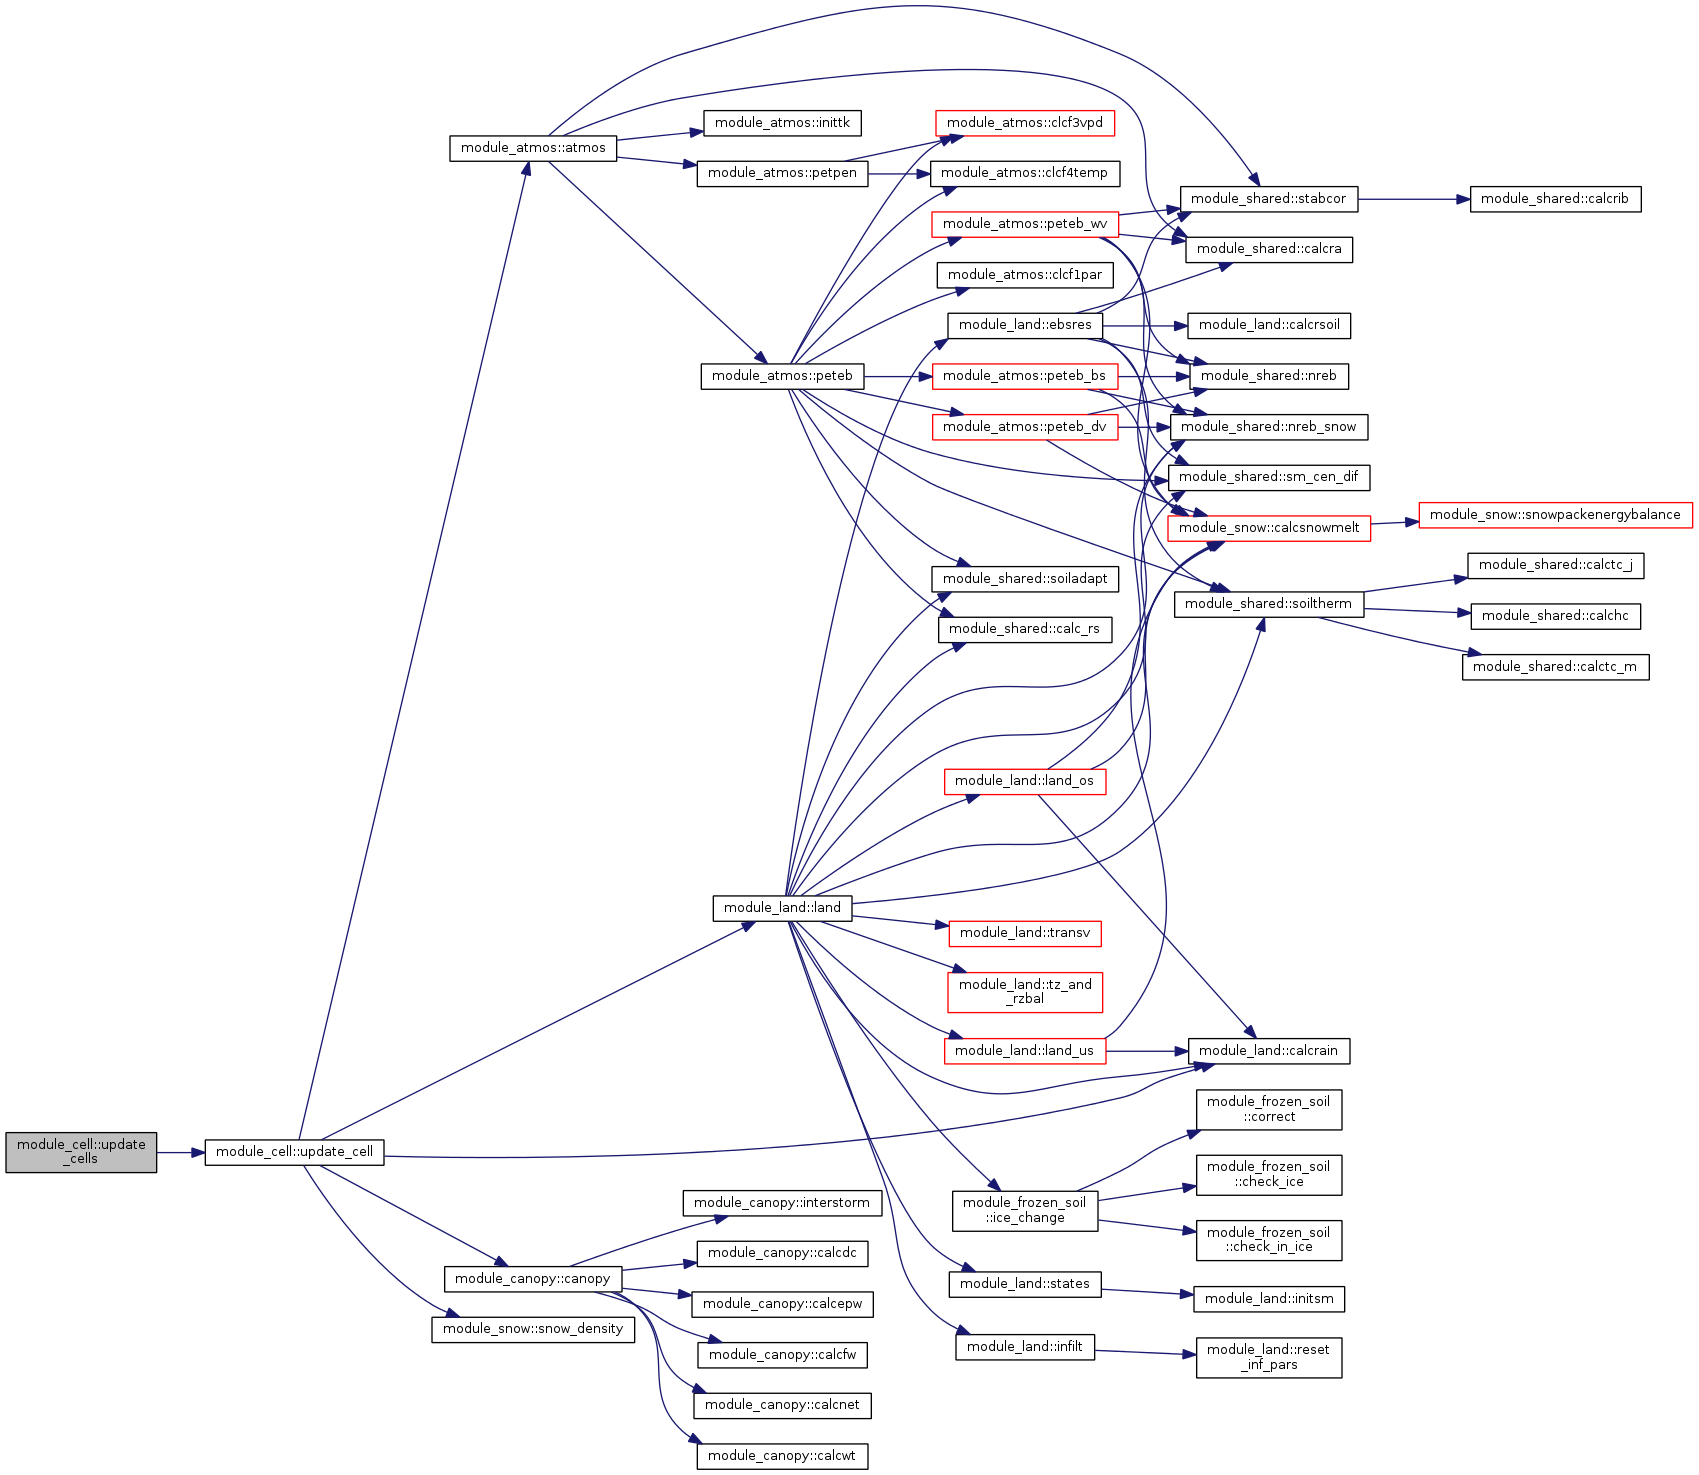 module_cell::update
_cells
module_cell::update_cell
module_atmos::atmos
module_land::land
module_canopy::canopy
module_snow::snow_density
module_atmos::inittk
module_atmos::petpen
module_atmos::peteb
module_canopy::interstorm
module_canopy::calcdc
module_canopy::calcepw
module_canopy::calcfw
module_canopy::calcnet
module_canopy::calcwt
module_atmos::clcf3vpd
module_atmos::clcf4temp
module_atmos::peteb_wv
module_atmos::clcf1par
module_land::ebsres
module_atmos::peteb_bs
module_atmos::peteb_dv
module_shared::soiladapt
module_shared::calc_rs
module_land::land_os
module_land::transv
module_land::tz_and
_rzbal
module_land::land_us
module_frozen_soil
::ice_change
module_land::states
module_land::infilt
module_shared::stabcor
module_shared::calcra
module_land::calcrsoil
module_shared::nreb
module_shared::nreb_snow
module_shared::sm_cen_dif
module_snow::calcsnowmelt
module_shared::soiltherm
module_land::calcrain
module_frozen_soil
::correct
module_frozen_soil
::check_ice
module_frozen_soil
::check_in_ice
module_land::initsm
module_land::reset
_inf_pars
module_shared::calcrib
module_snow::snowpackenergybalance
module_shared::calctc_j
module_shared::calchc
module_shared::calctc_m